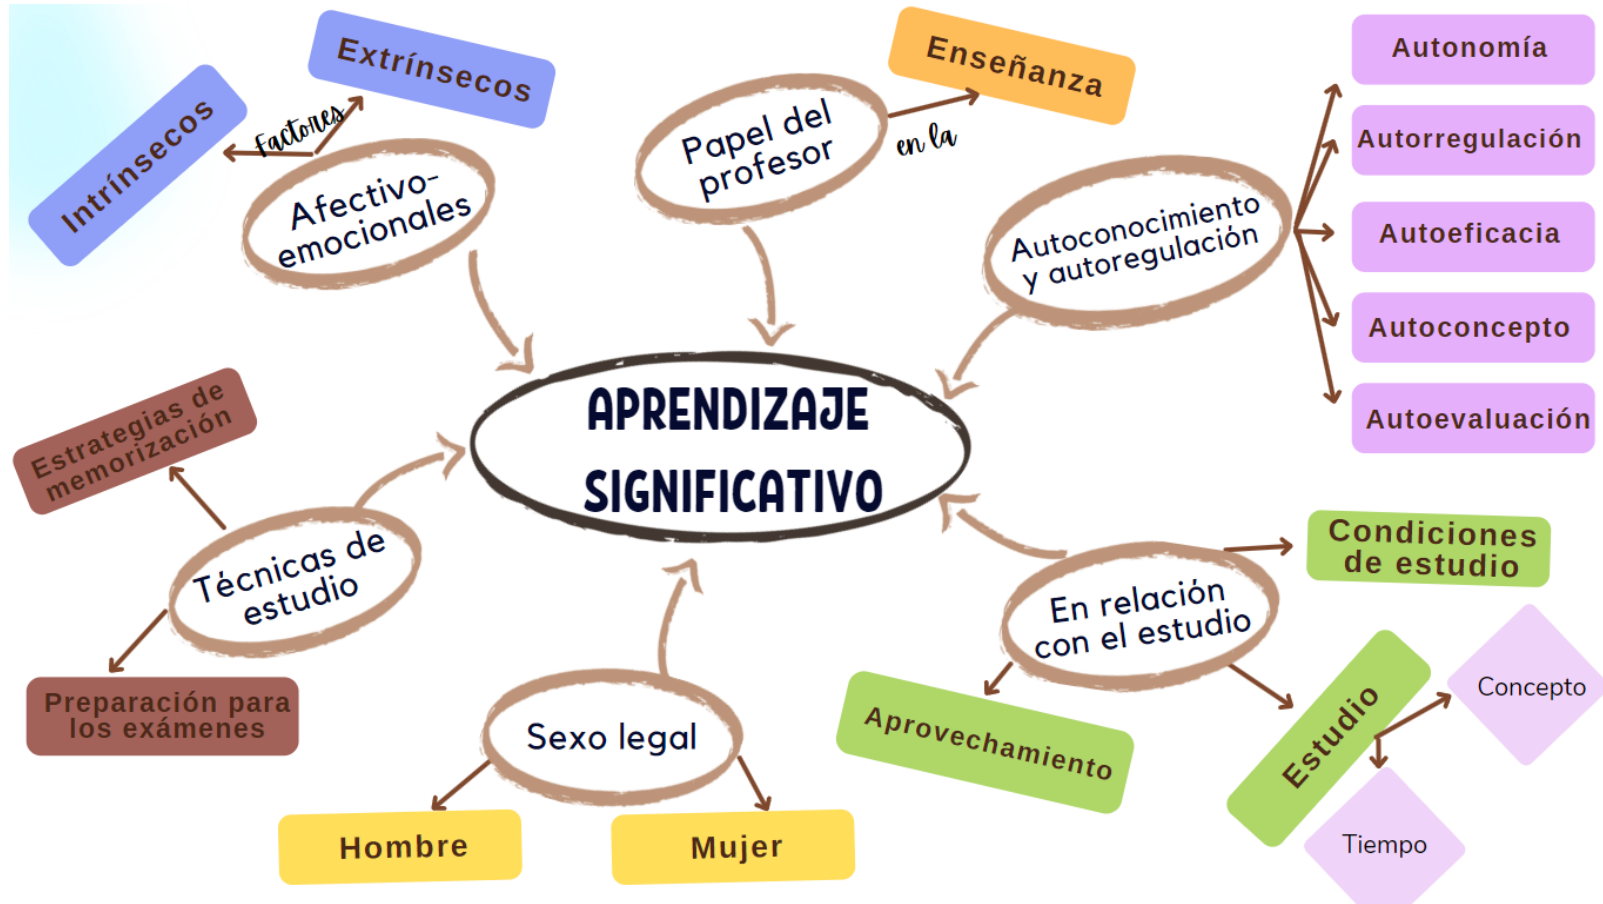 Extrínsecos
Intrínsecos
Factores
Afectivo-
emocionales
Papel del
profesor
en la
Enseñanza
Autoconocimiento
y autoregulación
Autonomía
Autorregulación
Autoeficacia
Autoconcepto
Autoevaluación
APRENDIZAJE
SIGNIFICATIVO
Estrategias de
memorización
Técnicas de
estudio
Preparación para
los exámenes
Sexo legal
Hombre
Mujer
En relación
con el estudio
Condiciones
de estudio
Aprovechamiento
Estudio
Concepto
Tiempo